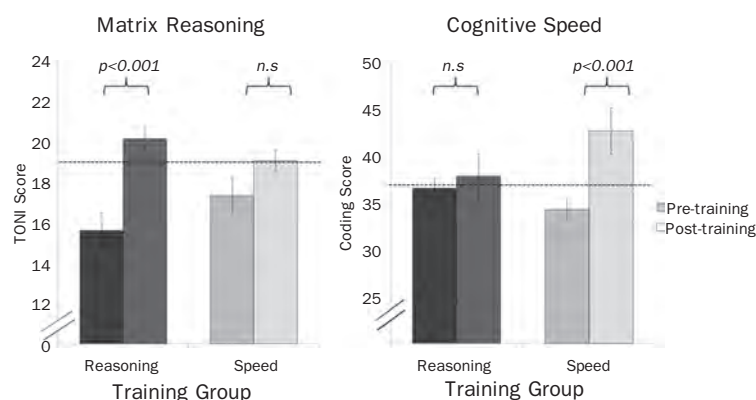 Matrix Reasoning
24
22
20
18
16
14
12
0
TONI Score
p<0.001
n.s
Reasoning
Speed
Training Group
Cognitive Speed
50
45
40
35
30
25
Coding Score
n.s
p<0.001
Reasoning
Speed
Training Group
Pre-training
Post-training